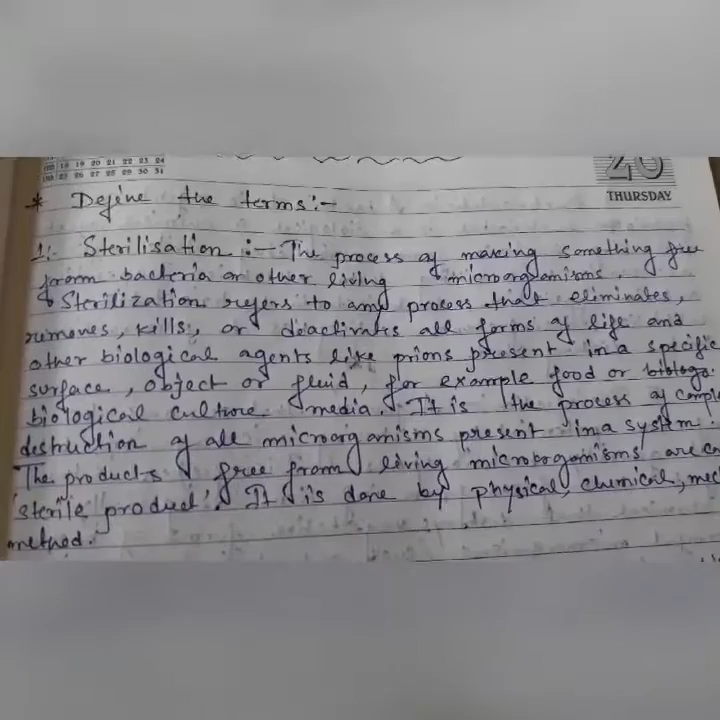 18 19 20 21 22 23 24
25 26 27 28 29 30 31
20
THURSDAY
* Define the terms:-
1:- Sterilisation :- The process of making something free
from bacteria or other living microorganisms.
Sterilization refers to any process that eliminates,
removes, kills, or deactivates all forms of life and
other biological agents like prions present in a specific
surface, object or fluid, for example food or biologo.
biological culture media. It is the process of comple
destruction of all microorganisms present in a system.
The products free from living microorganisms are ca
'sterile product'. It is done by physical, chemical, mec
method.